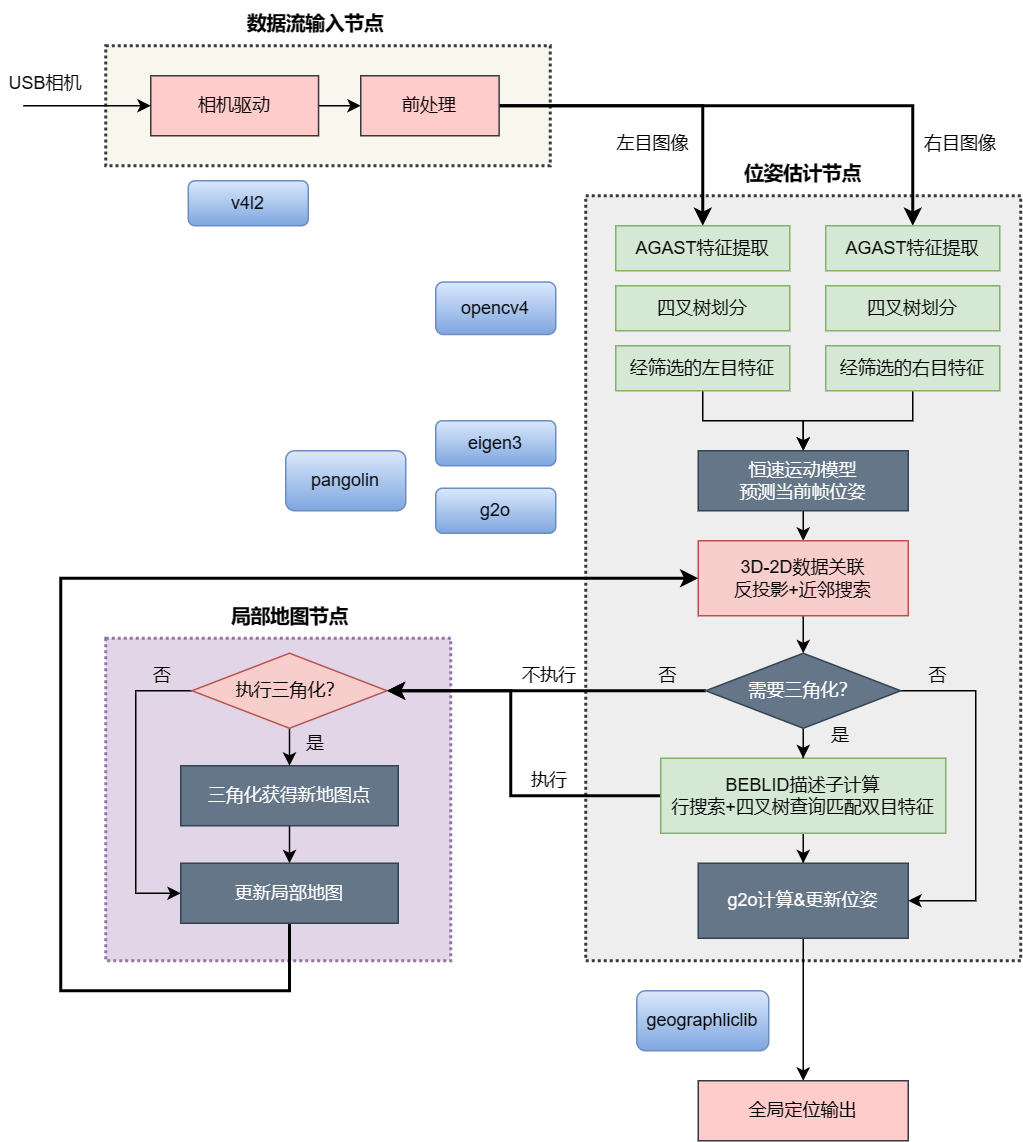 数据流输入节点
USB相机
相机驱动
前处理
左目图像
右目图像
v4l2
位姿估计节点
AGAST特征提取
AGAST特征提取
opencv4
四叉树划分
四叉树划分
经筛选的左目特征
经筛选的右目特征
eigen3
pangolin
g2o
恒速运动模型
预测当前帧位姿
3D-2D数据关联
反投影+近邻搜索
局部地图节点
否
执行三角化?
不执行
否
需要三角化?
否
是
是
执行
三角化获得新地图点
BEBLID描述子计算
行搜索+四叉树查询匹配双目特征
更新局部地图
g2o计算&更新位姿
geographliclib
全局定位输出